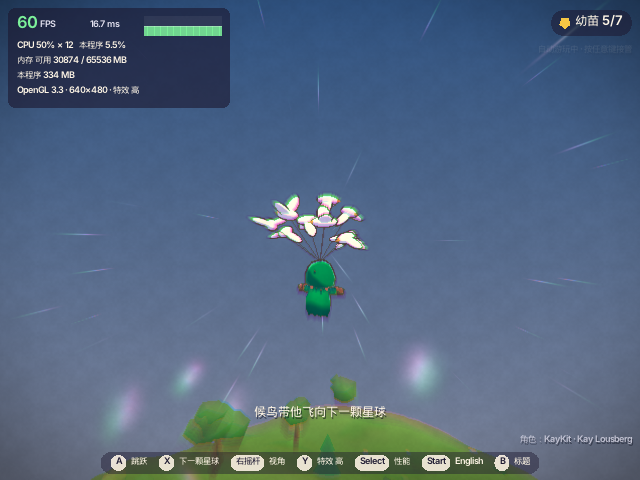 60 FPS 16.7 ms
CPU 50% × 12 本程序 5.5%
内存 可用 30874 / 65536 MB
本程序 334 MB
OpenGL 3.3 · 640×480 · 特效 高
幼苗 5/7
候鸟带他飞向下一颗星球
角色：KayKit · Kay Lousberg
A 跳跃 X 下一颗星球 右摇杆 视角 Y 特效 高 Select 性能 Start English B 标题